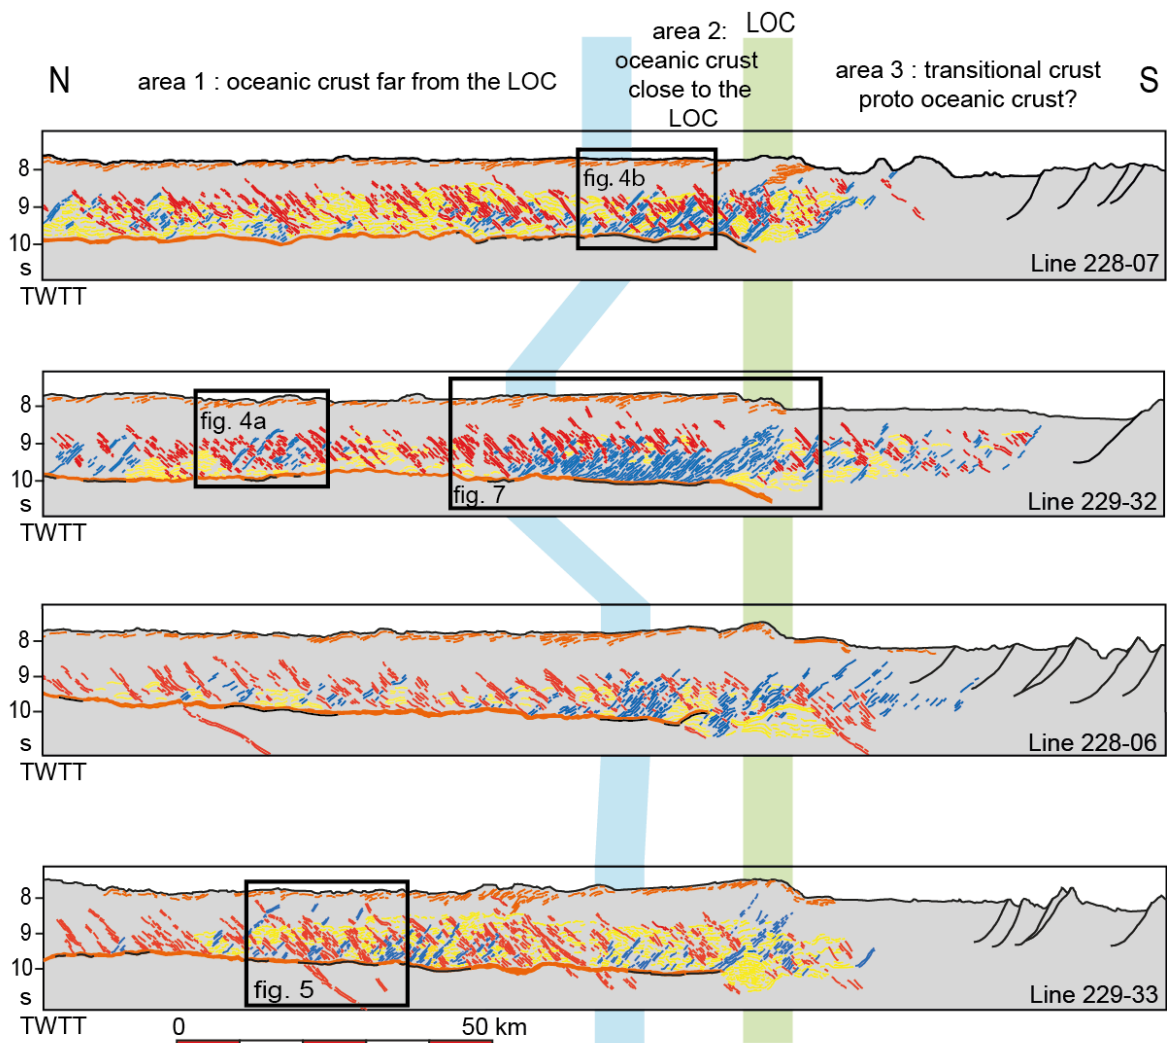 LOC
area 2:
oceanic crust
close to the
LOC
N
area 1 : oceanic crust far from the LOC
area 3 : transitional crust
proto oceanic crust?
S
8
9
10
s
TWTT
fig. 4b
Line 228-07
8
9
10
s
TWTT
fig. 4a
fig. 7
Line 229-32
8
9
10
s
TWTT
Line 228-06
8
9
10
s
TWTT
fig. 5
Line 229-33
0
50 km